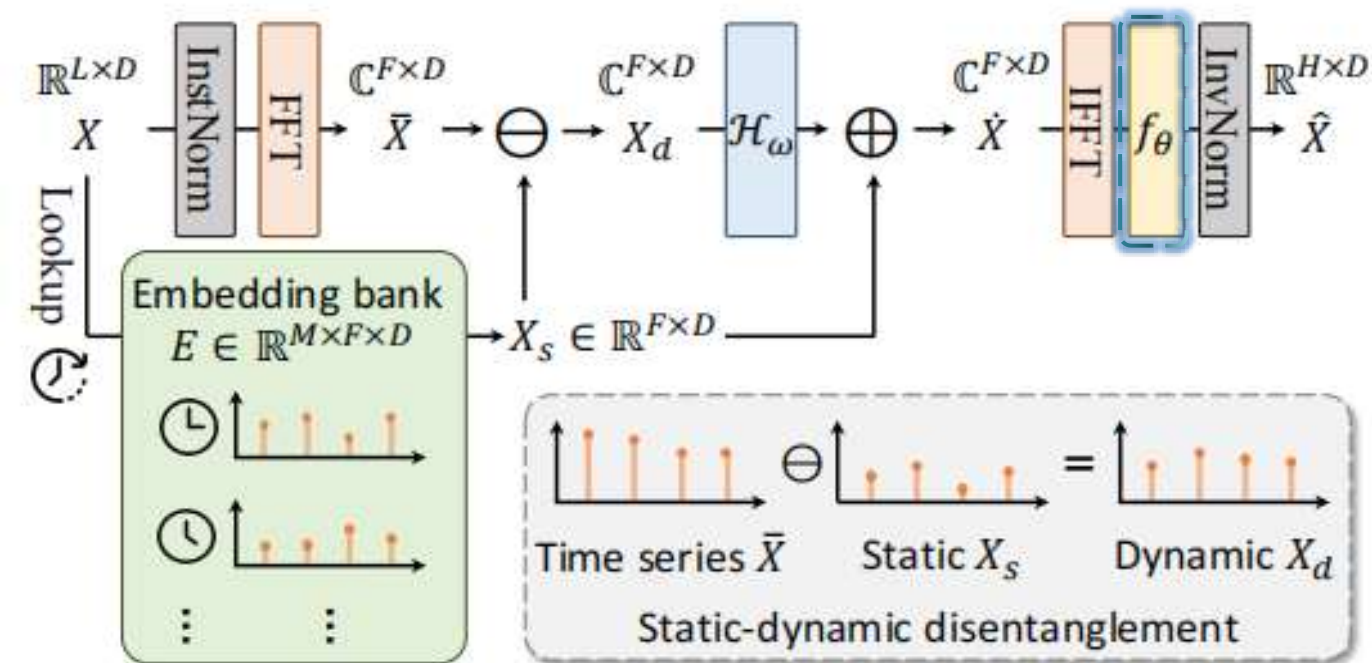 ℝ^{L×D}
X
InstNorm
FFT
ℂ^{F×D}
X̄
⊖
ℂ^{F×D}
X_d
ℋ_ω
⊕
ℂ^{F×D}
Ẋ
IFFT
f_θ
InvNorm
ℝ^{H×D}
X̂
Lookup
Embedding bank
E ∈ ℝ^{M×F×D}
X_s ∈ ℝ^{F×D}
⋮ ⋮
⊖ =
Time series X̄
Static X_s
Dynamic X_d
Static-dynamic disentanglement